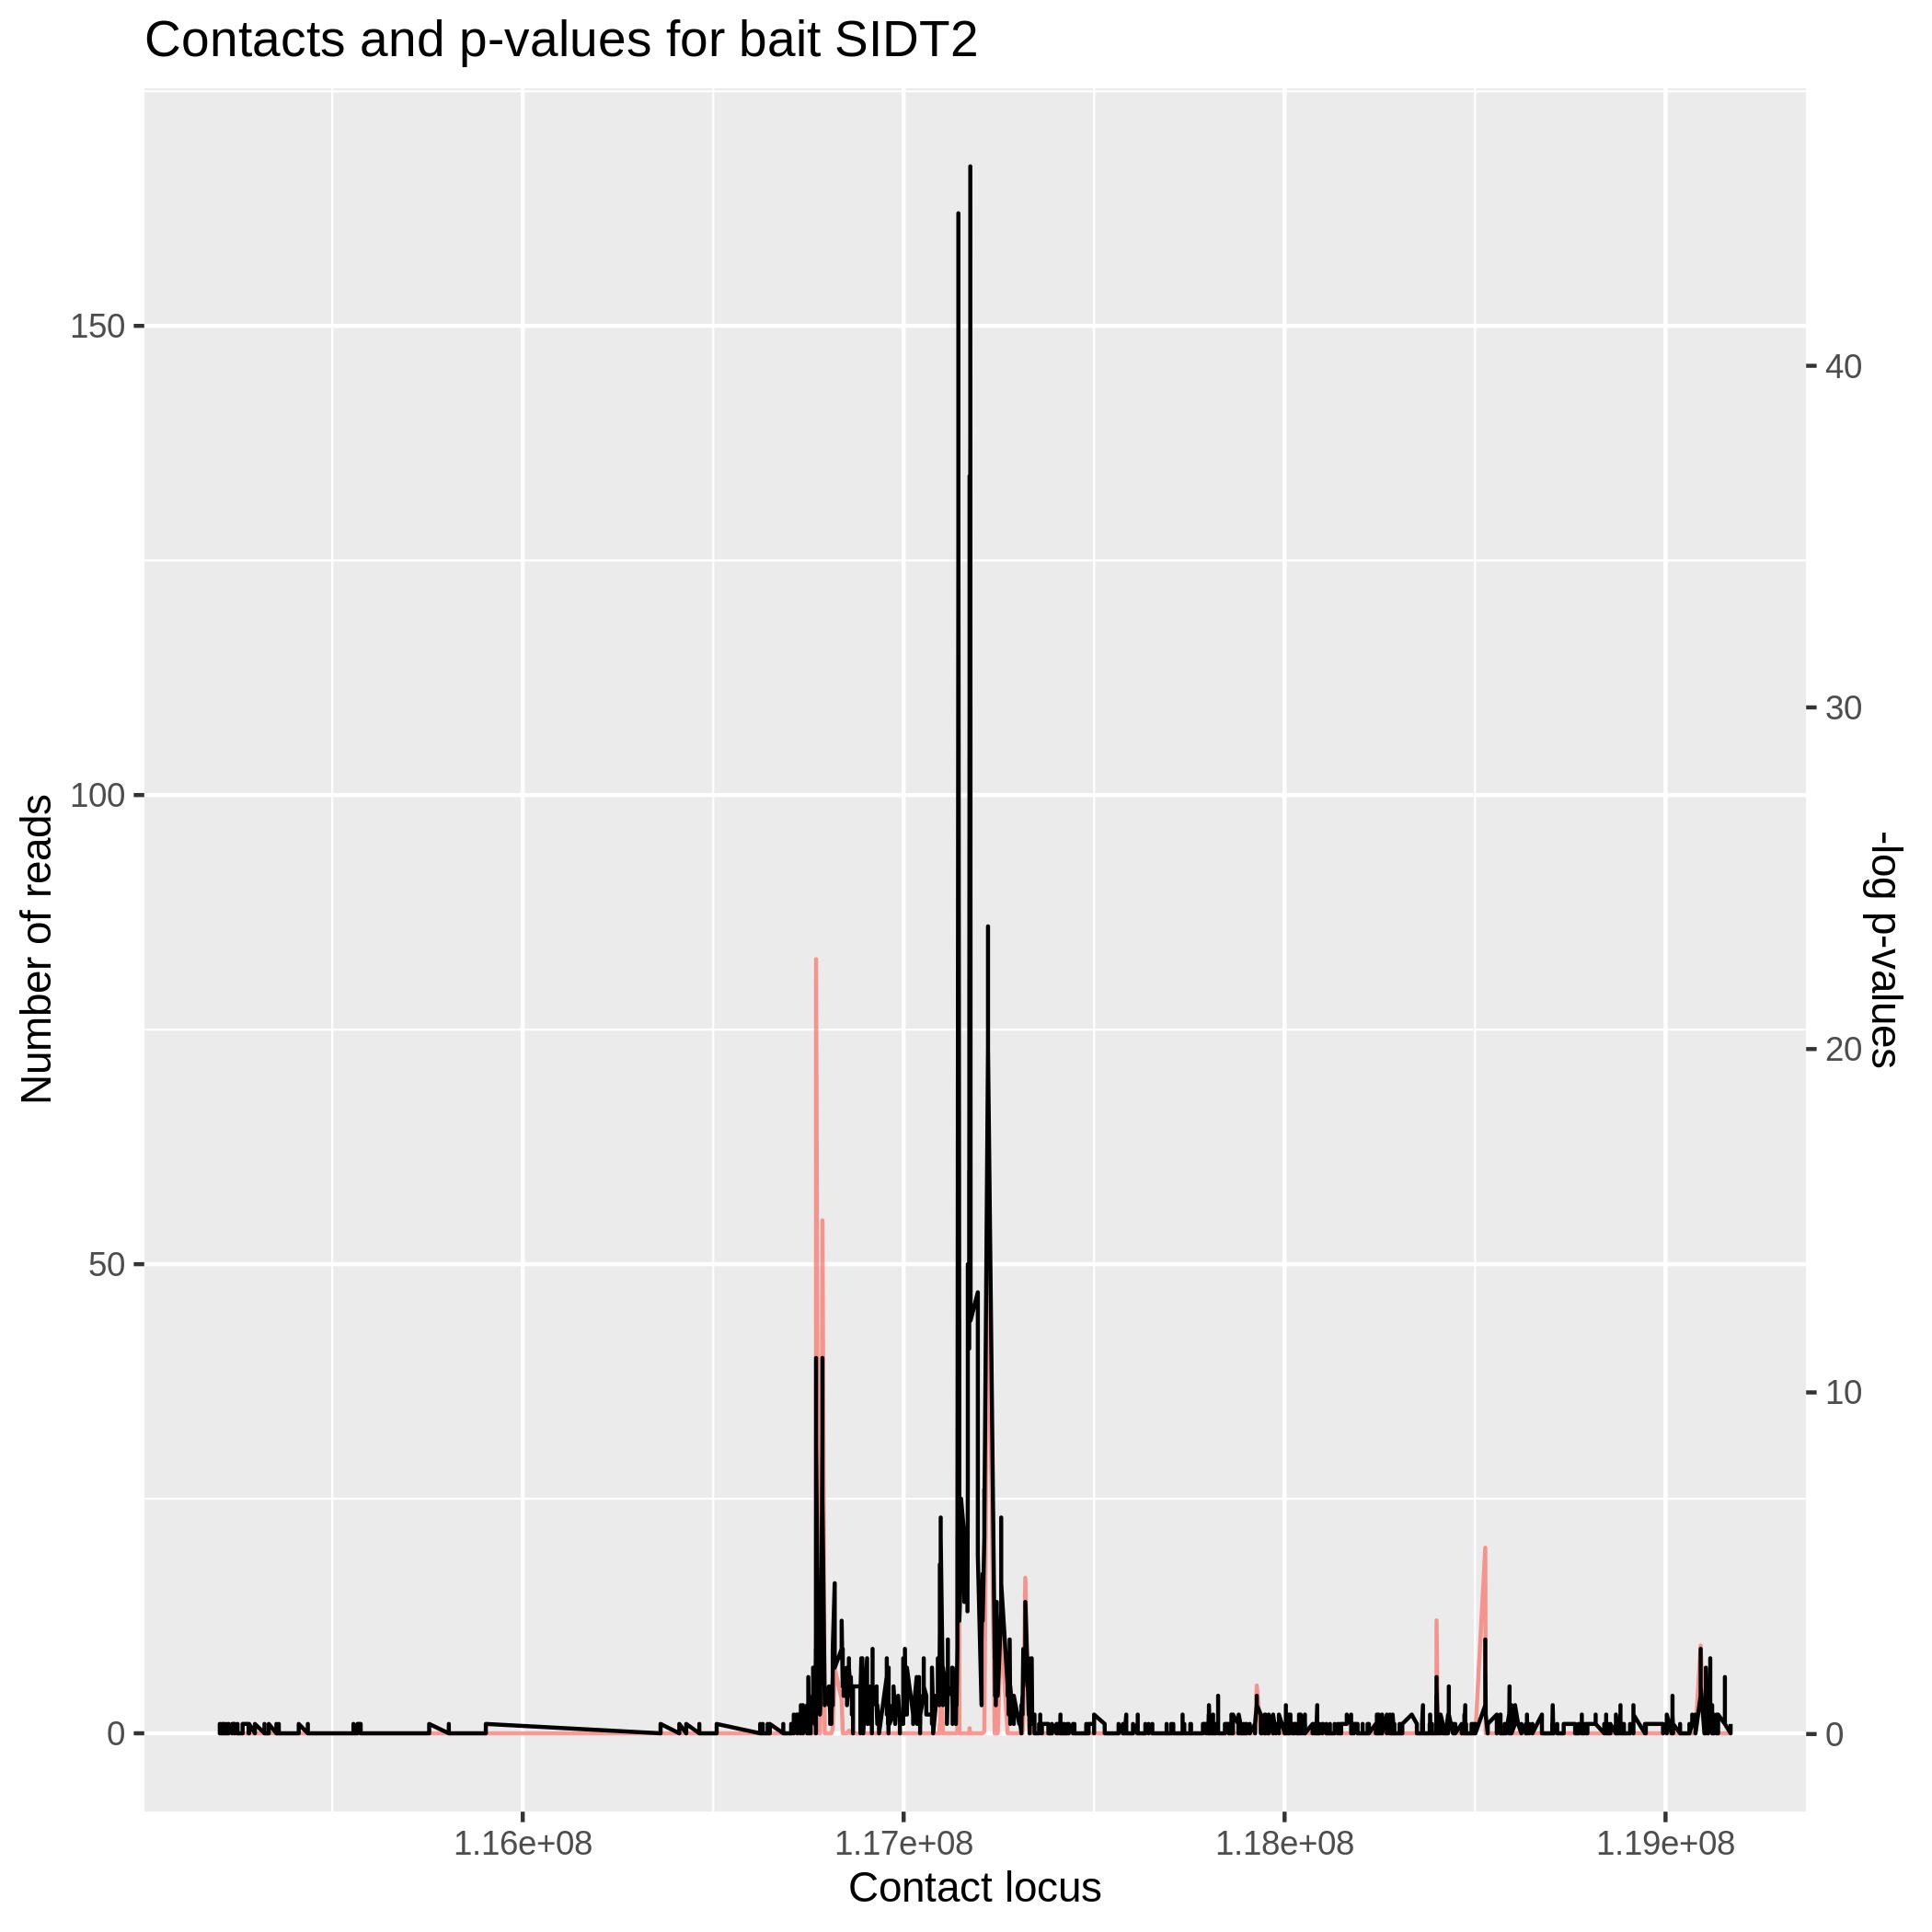 Contacts and p-values for bait SIDT2
150
100
50
0
Number of reads
40
30
20
10
0
-log p-values
1.16e+08
1.17e+08
1.18e+08
1.19e+08
Contact locus